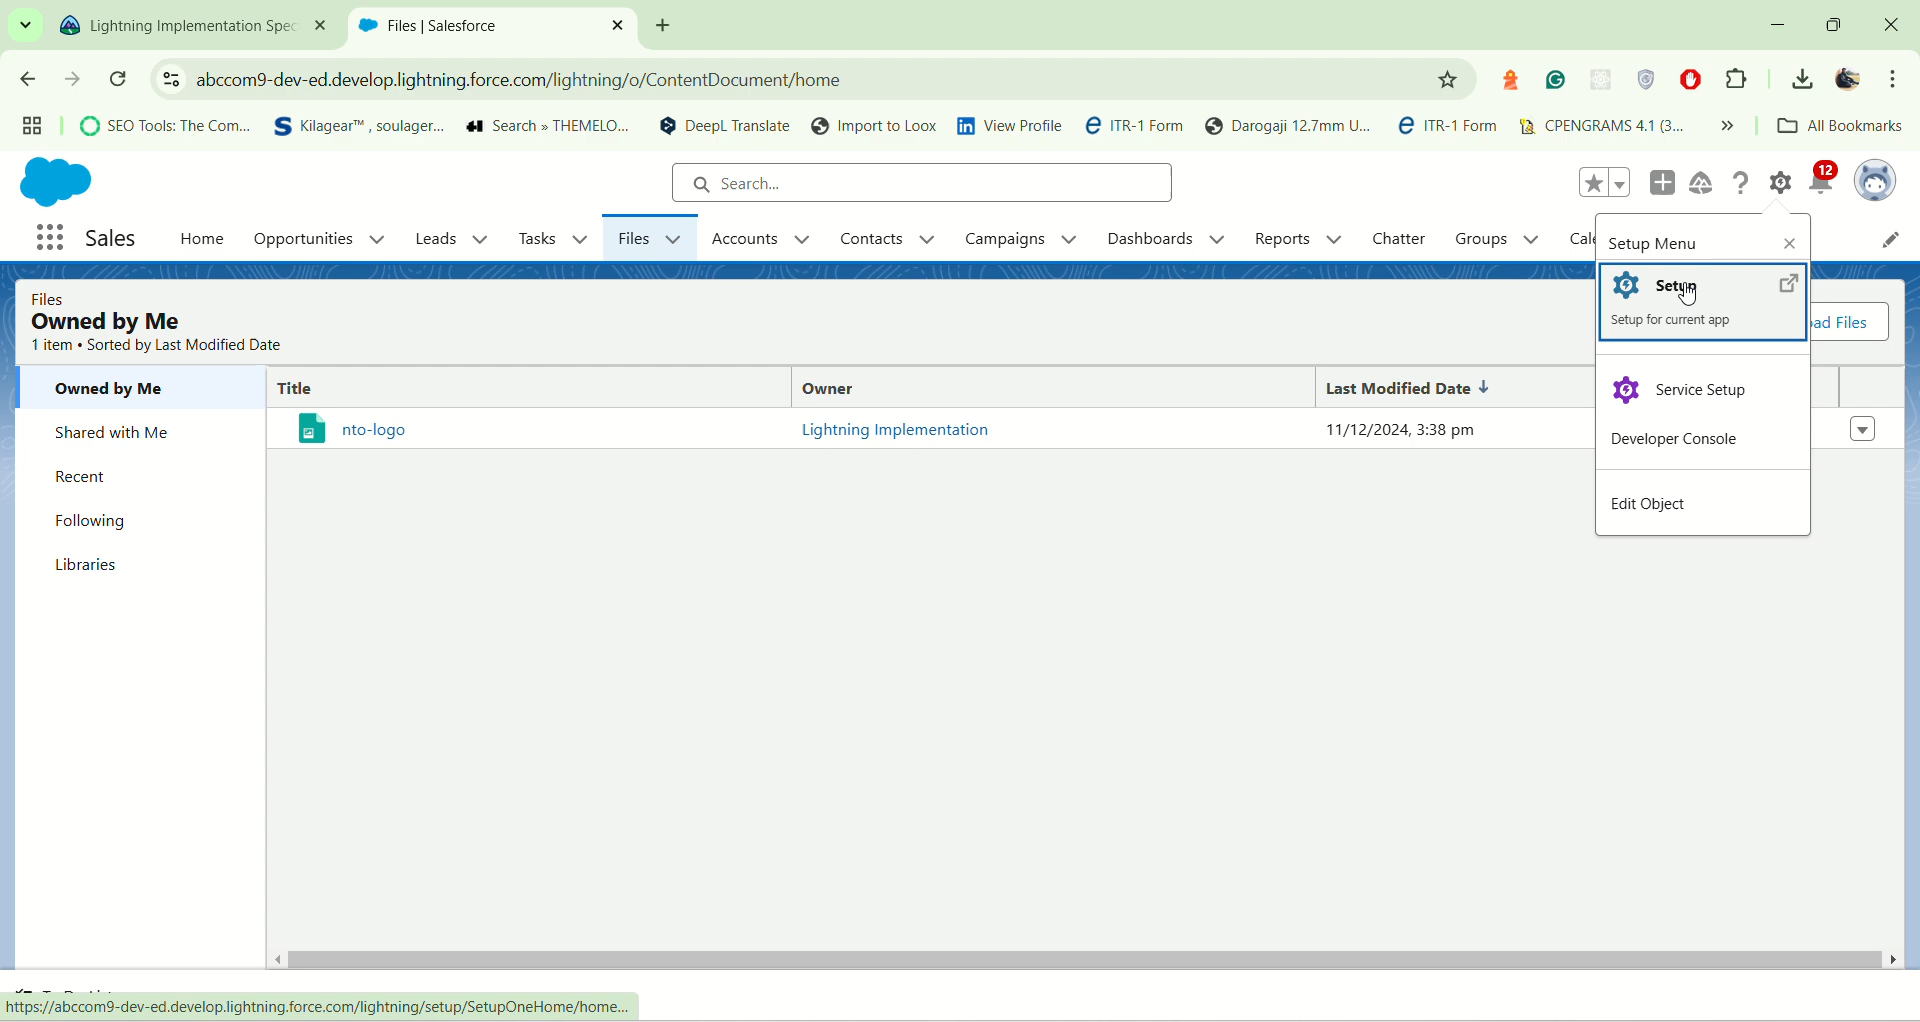 Lightning Implementation Spec
Files | Salesforce
abccom9-dev-ed.develop.lightning.force.com/lightning/o/ContentDocument/home
SEO Tools: The Com...
Kilagear™ , soulager...
Search » THEMELO...
DeepL Translate
Import to Loox
View Profile
ITR-1 Form
Darogaji 12.7mm U...
ITR-1 Form
CPENGRAMS 4.1 (3...
All Bookmarks
Search...
12
Sales
Home
Opportunities
Leads
Tasks
Files
Accounts
Contacts
Campaigns
Dashboards
Reports
Chatter
Groups
Setup Menu
Setup
Setup for current app
Service Setup
Developer Console
Edit Object
Files
Owned by Me
1 item • Sorted by Last Modified Date
Files
Owned by Me
Shared with Me
Recent
Following
Libraries
Title
Owner
Last Modified Date
nto-logo
Lightning Implementation
11/12/2024, 3:38 pm
https://abccom9-dev-ed.develop.lightning.force.com/lightning/setup/SetupOneHome/home...